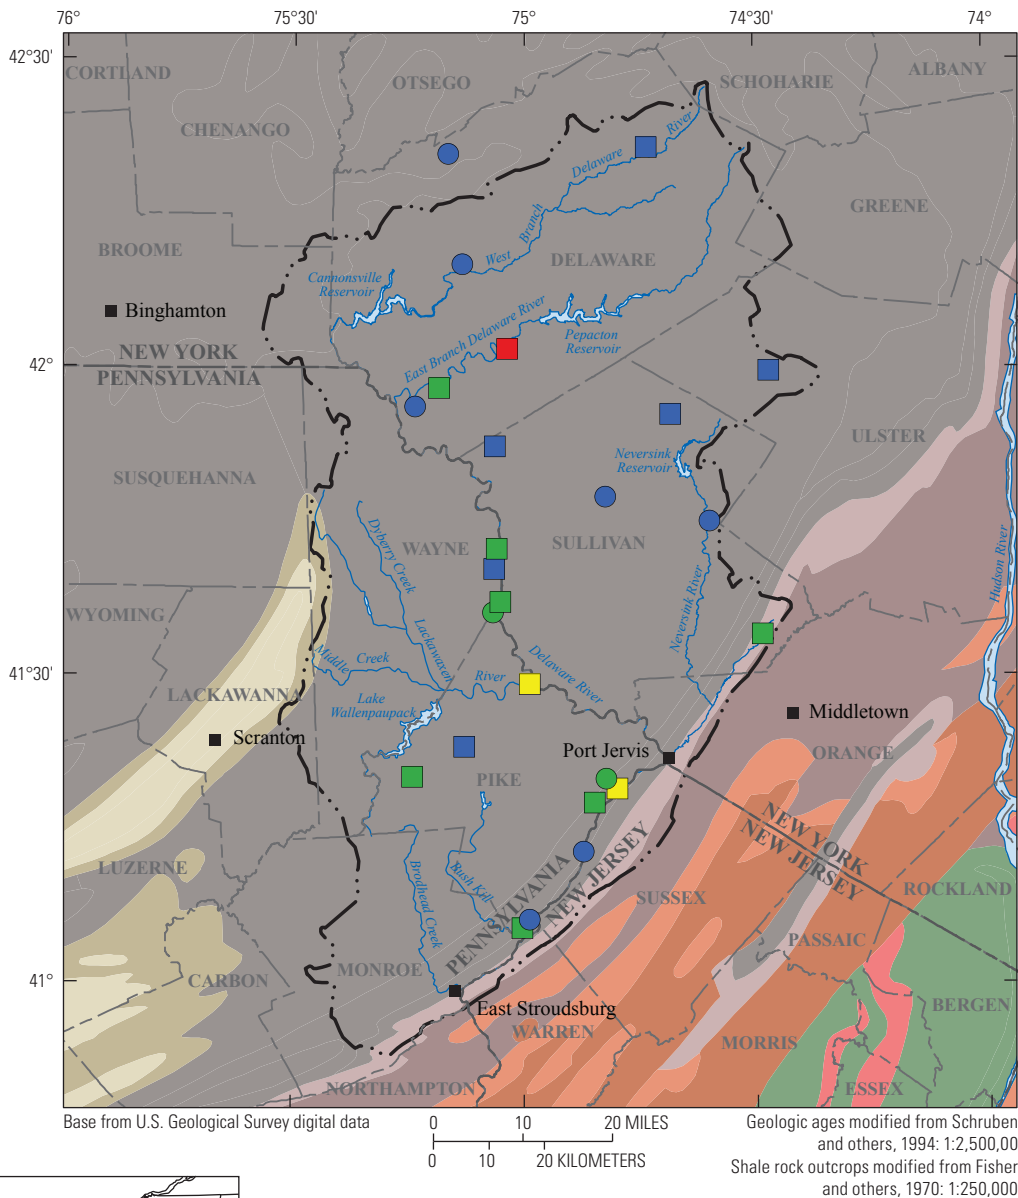 76°
75°30'
75°
74°30'
74°
42°30'
CORTLAND
OTSEGO
SCHOHARIE
ALBANY
CHENANGO
River
Delaware
GREENE
Branch
West
BROOME
DELAWARE
Cannonsville
Reservoir
Binghamton
East Branch Delaware River
Pepacton
Reservoir
NEW YORK
42°
PENNSYLVANIA
ULSTER
Neversink
Reservoir
SUSQUEHANNA
Dyberry Creek
WAYNE
SULLIVAN
Hudson River
WYOMING
Neversink River
Lackawaxen
Middle
Creek
River
Delaware River
41°30'
LACKAWANNA
Lake
Wallenpaupack
Middletown
Scranton
Port Jervis
ORANGE
PIKE
NEW YORK
NEW JERSEY
LUZERNE
Brodhead Creek
Bush Kill
PENNSYLVANIA
NEW JERSEY
SUSSEX
ROCKLAND
PASSAIC
41°
CARBON
MONROE
BERGEN
East Stroudsburg
WARREN
MORRIS
NORTHAMPTON
ESSEX
Base from U.S. Geological Survey digital data
0 10 20 MILES
0 10 20 KILOMETERS
Geologic ages modified from Schruben
and others, 1994: 1:2,500,00
Shale rock outcrops modified from Fisher
and others, 1970: 1:250,000